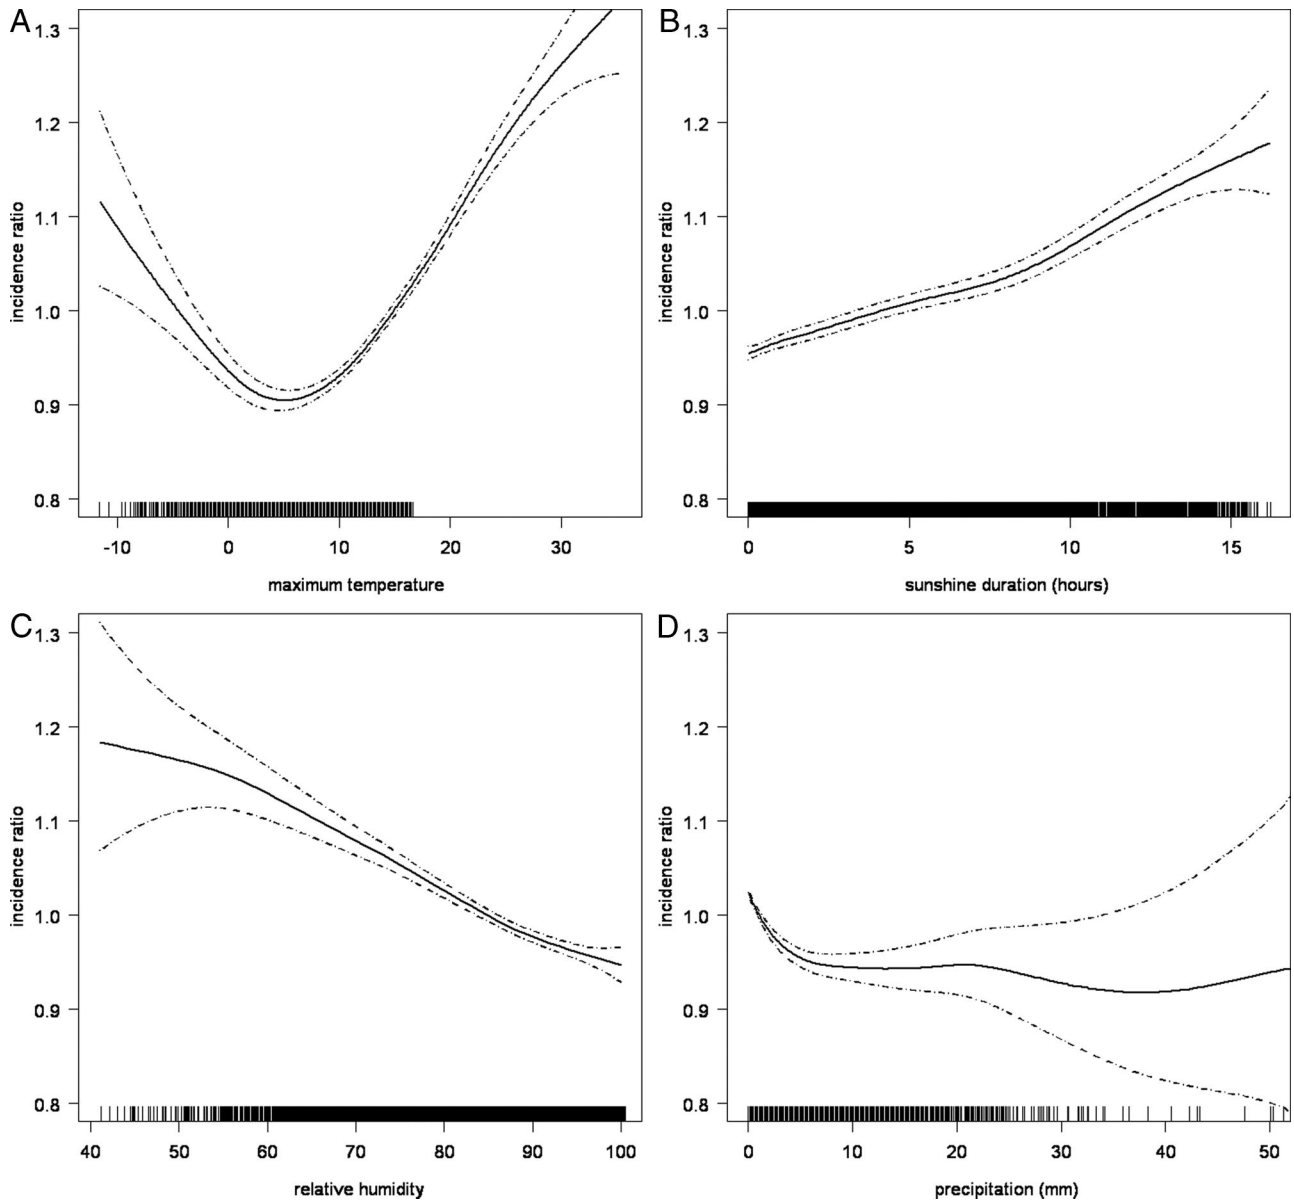 A
1.3
1.2
1.1
1.0
0.9
0.8
incidence ratio
-10 0 10 20 30
maximum temperature
B
1.3
1.2
1.1
1.0
0.9
0.8
incidence ratio
0 5 10 15
sunshine duration (hours)
C
1.3
1.2
1.1
1.0
0.9
0.8
incidence ratio
40 50 60 70 80 90 100
relative humidity
D
1.3
1.2
1.1
1.0
0.9
0.8
incidence ratio
0 10 20 30 40 50
precipitation (mm)